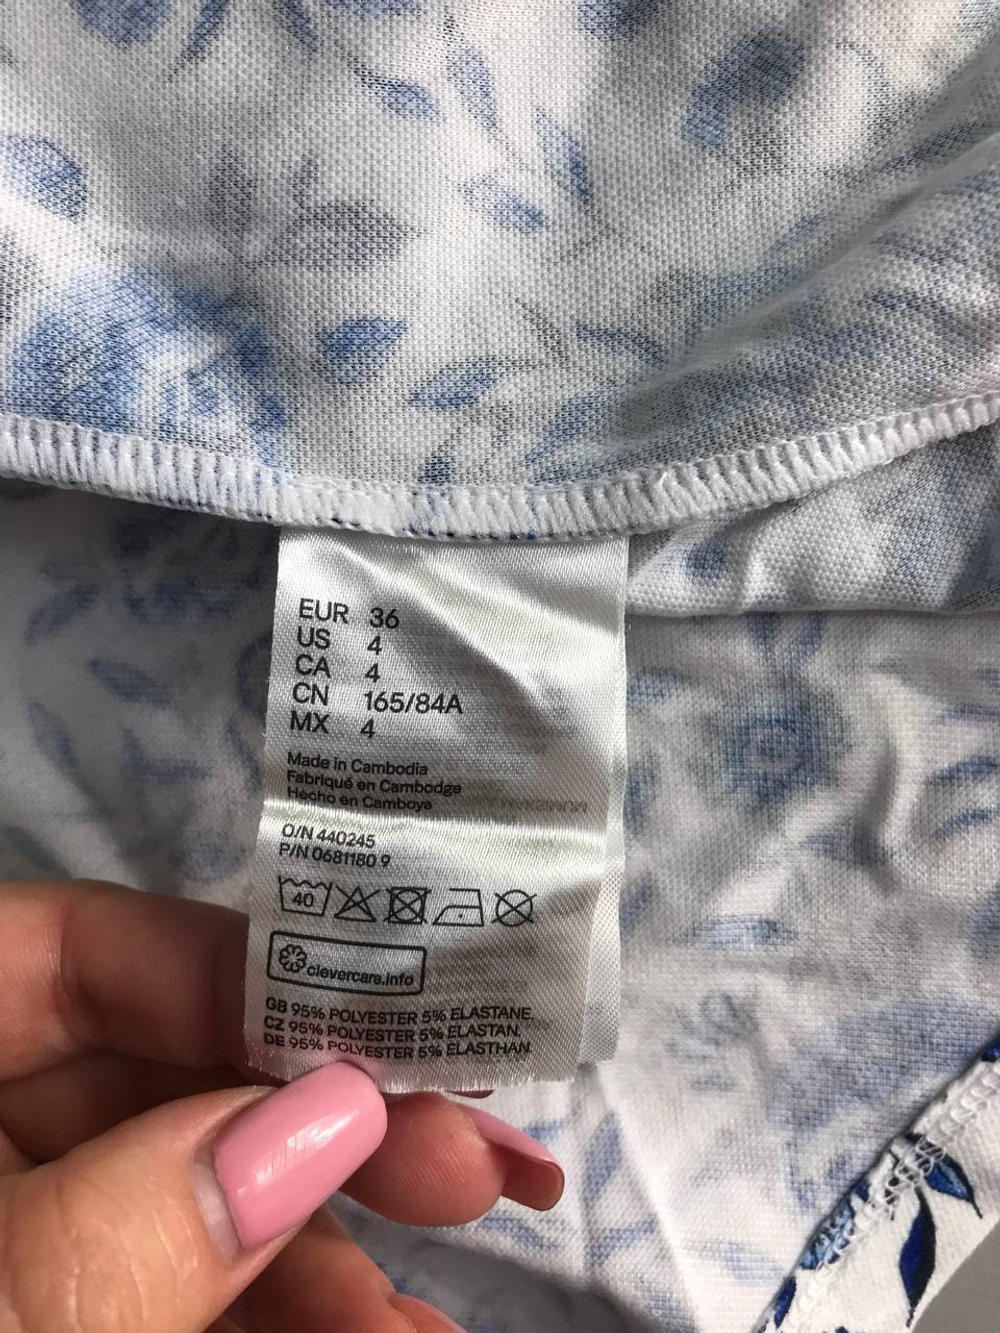 EUR 36
US 4
CA 4
CN 165/84A
MX 4
Made in Cambodia
Fabriqué en Cambodge
Hecho en Camboya
O/N 440245
P/N 0681180 9
40
clevercare.info
GB 95% POLYESTER 5% ELASTANE.
CZ 95% POLYESTER 5% ELASTAN.
DE 95% POLYESTER 5% ELASTHAN.